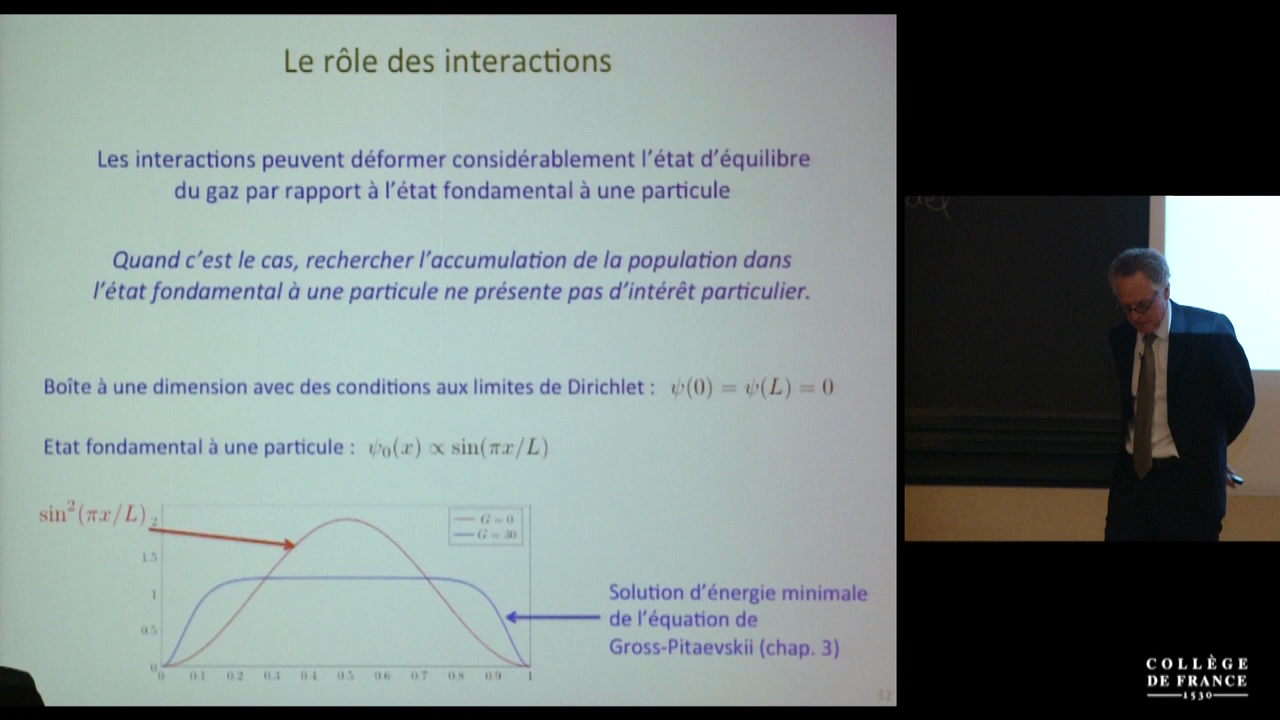 Le rôle des interactions
Les interactions peuvent déformer considérablement l'état d'équilibre
du gaz par rapport à l'état fondamental à une particule
Quand c'est le cas, rechercher l'accumulation de la population dans
l'état fondamental à une particule ne présente pas d'intérêt particulier.
Boîte à une dimension avec des conditions aux limites de Dirichlet : ψ(0) = ψ(L) = 0
Etat fondamental à une particule : ψ₀(x) ∝ sin(πx/L)
sin²(πx/L)
G = 0
G = 30
2
1.5
1
0.5
0
0 0.1 0.2 0.3 0.4 0.5 0.6 0.7 0.8 0.9 1
Solution d'énergie minimale
de l'équation de
Gross-Pitaevskii (chap. 3)
32
COLLÈGE
DE FRANCE
1530